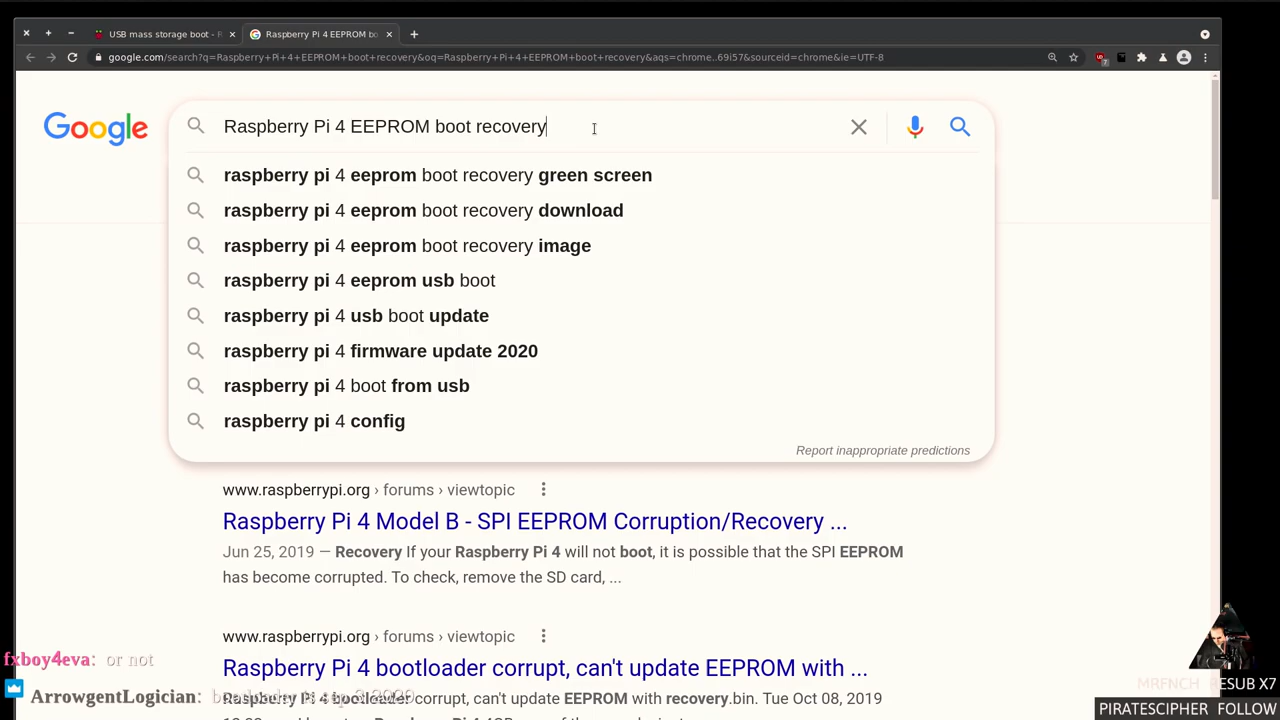 USB mass storage boot - R
Raspberry Pi 4 EEPROM bo
google.com/search?q=Raspberry+Pi+4+EEPROM+boot+recovery&oq=Raspberry+Pi+4+EEPROM+boot+recovery&aqs=chrome..69i57&sourceid=chrome&ie=UTF-8
Google
Raspberry Pi 4 EEPROM boot recovery
raspberry pi 4 eeprom boot recovery green screen
raspberry pi 4 eeprom boot recovery download
raspberry pi 4 eeprom boot recovery image
raspberry pi 4 eeprom usb boot
raspberry pi 4 usb boot update
raspberry pi 4 firmware update 2020
raspberry pi 4 boot from usb
raspberry pi 4 config
Report inappropriate predictions
www.raspberrypi.org › forums › viewtopic
Raspberry Pi 4 Model B - SPI EEPROM Corruption/Recovery ...
Jun 25, 2019 — Recovery If your Raspberry Pi 4 will not boot, it is possible that the SPI EEPROM
has become corrupted. To check, remove the SD card, ...
www.raspberrypi.org › forums › viewtopic
fxboy4eva: or not
Raspberry Pi 4 bootloader corrupt, can't update EEPROM with ...
MRFNCH RESUB X7
ArrowgentLogician:
corrupt, can't update EEPROM with recovery.bin. Tue Oct 08, 2019
PIRATESCIPHER FOLLOW